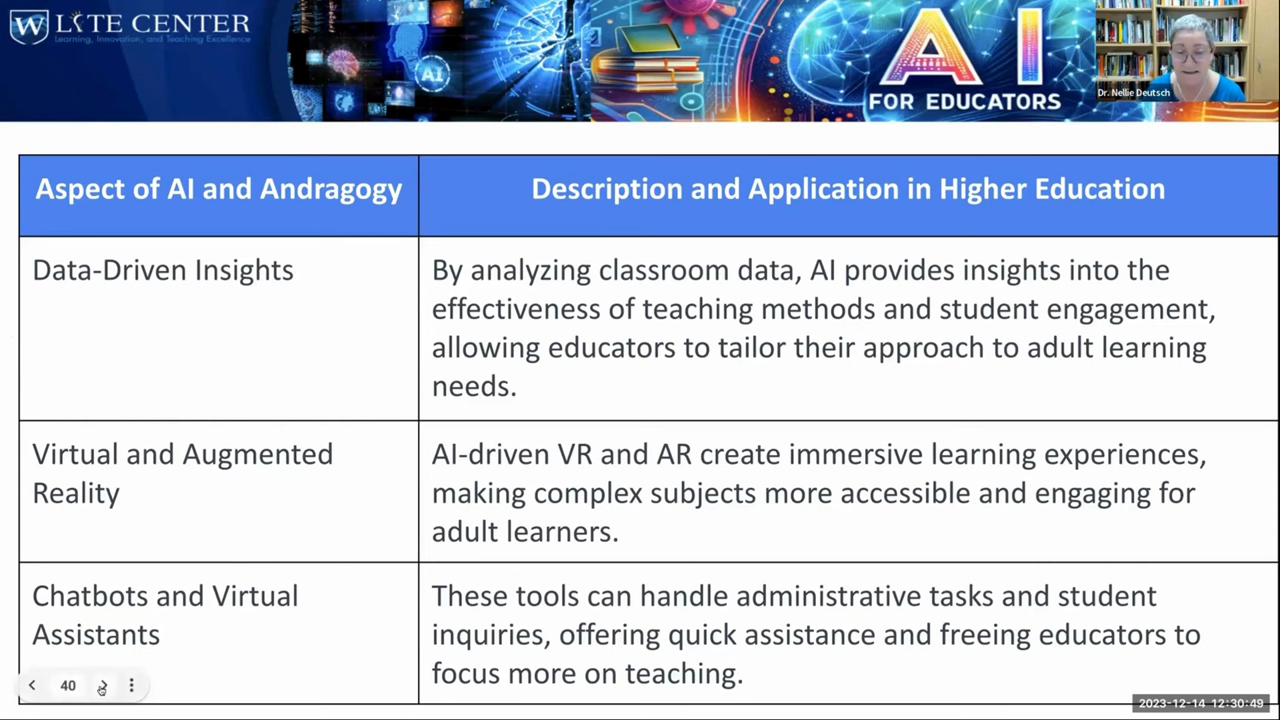 W LITE CENTER
Learning, Innovation, and Teaching Excellence
AI
AI
FOR EDUCATORS
Dr. Nellie Deutsch
Aspect of AI and Andragogy
Description and Application in Higher Education
Data-Driven Insights
By analyzing classroom data, AI provides insights into the
effectiveness of teaching methods and student engagement,
allowing educators to tailor their approach to adult learning
needs.
Virtual and Augmented
Reality
AI-driven VR and AR create immersive learning experiences,
making complex subjects more accessible and engaging for
adult learners.
Chatbots and Virtual
Assistants
These tools can handle administrative tasks and student
inquiries, offering quick assistance and freeing educators to
focus more on teaching.
40
2023-12-14 12:30:49